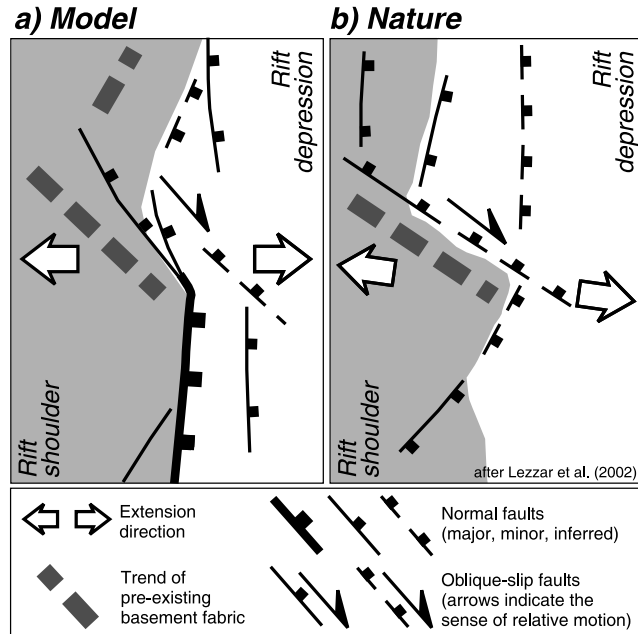 a) Model
b) Nature
Rift
depression
Rift
depression
Rift
shoulder
Rift
shoulder
after Lezzar et al. (2002)
Extension
direction
Normal faults
(major, minor, inferred)
Trend of
pre-existing
basement fabric
Oblique-slip faults
(arrows indicate the
sense of relative motion)